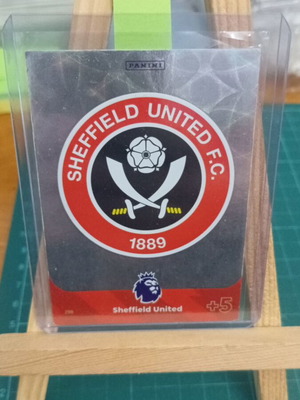 PANINI
SHEFFIELD UNITED F.C.
1889
Sheffield United
+5